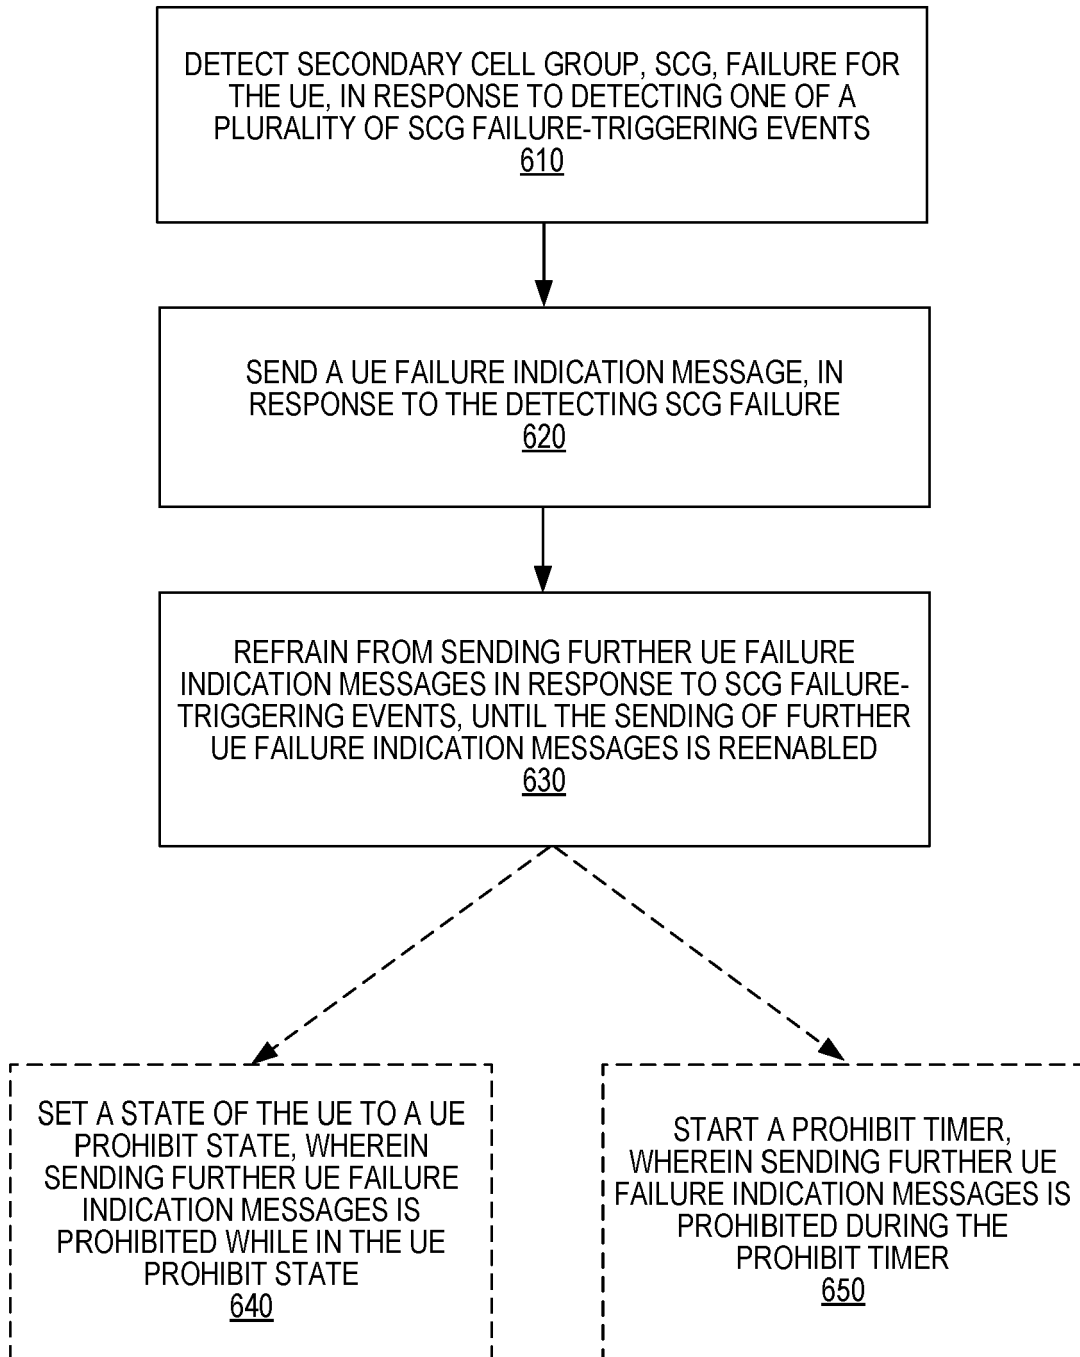 DETECT SECONDARY CELL GROUP, SCG, FAILURE FOR
THE UE, IN RESPONSE TO DETECTING ONE OF A
PLURALITY OF SCG FAILURE-TRIGGERING EVENTS
610
SEND A UE FAILURE INDICATION MESSAGE, IN
RESPONSE TO THE DETECTING SCG FAILURE
620
REFRAIN FROM SENDING FURTHER UE FAILURE
INDICATION MESSAGES IN RESPONSE TO SCG FAILURE-
TRIGGERING EVENTS, UNTIL THE SENDING OF FURTHER
UE FAILURE INDICATION MESSAGES IS REENABLED
630
SET A STATE OF THE UE TO A UE
PROHIBIT STATE, WHEREIN
SENDING FURTHER UE FAILURE
INDICATION MESSAGES IS
PROHIBITED WHILE IN THE UE
PROHIBIT STATE
640
START A PROHIBIT TIMER,
WHEREIN SENDING FURTHER UE
FAILURE INDICATION MESSAGES IS
PROHIBITED DURING THE
PROHIBIT TIMER
650